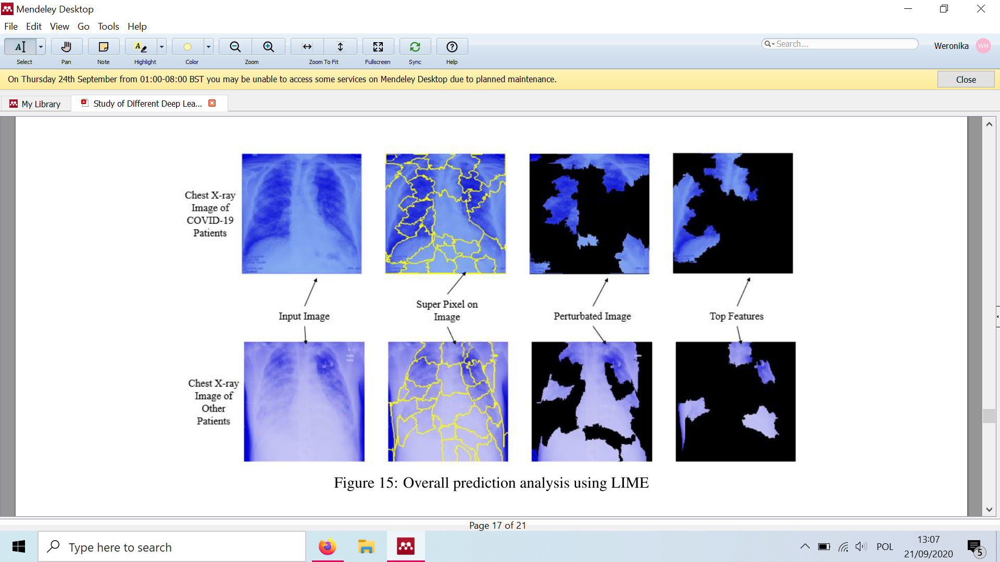 Mendeley Desktop
File Edit View Go Tools Help
Select Pan Note Highlight Color Zoom Zoom To Fit Fullscreen Sync Help
Search...
Weronika WH
On Thursday 24th September from 01:00-08:00 BST you may be unable to access some services on Mendeley Desktop due to planned maintenance.
Close
My Library
Study of Different Deep Lea...
Chest X-ray
Image of
COVID-19
Patients
Input Image
Super Pixel on
Image
Perturbated Image
Top Features
Chest X-ray
Image of
Other
Patients
Figure 15: Overall prediction analysis using LIME
Page 17 of 21
Type here to search
POL
13:07
21/09/2020
5